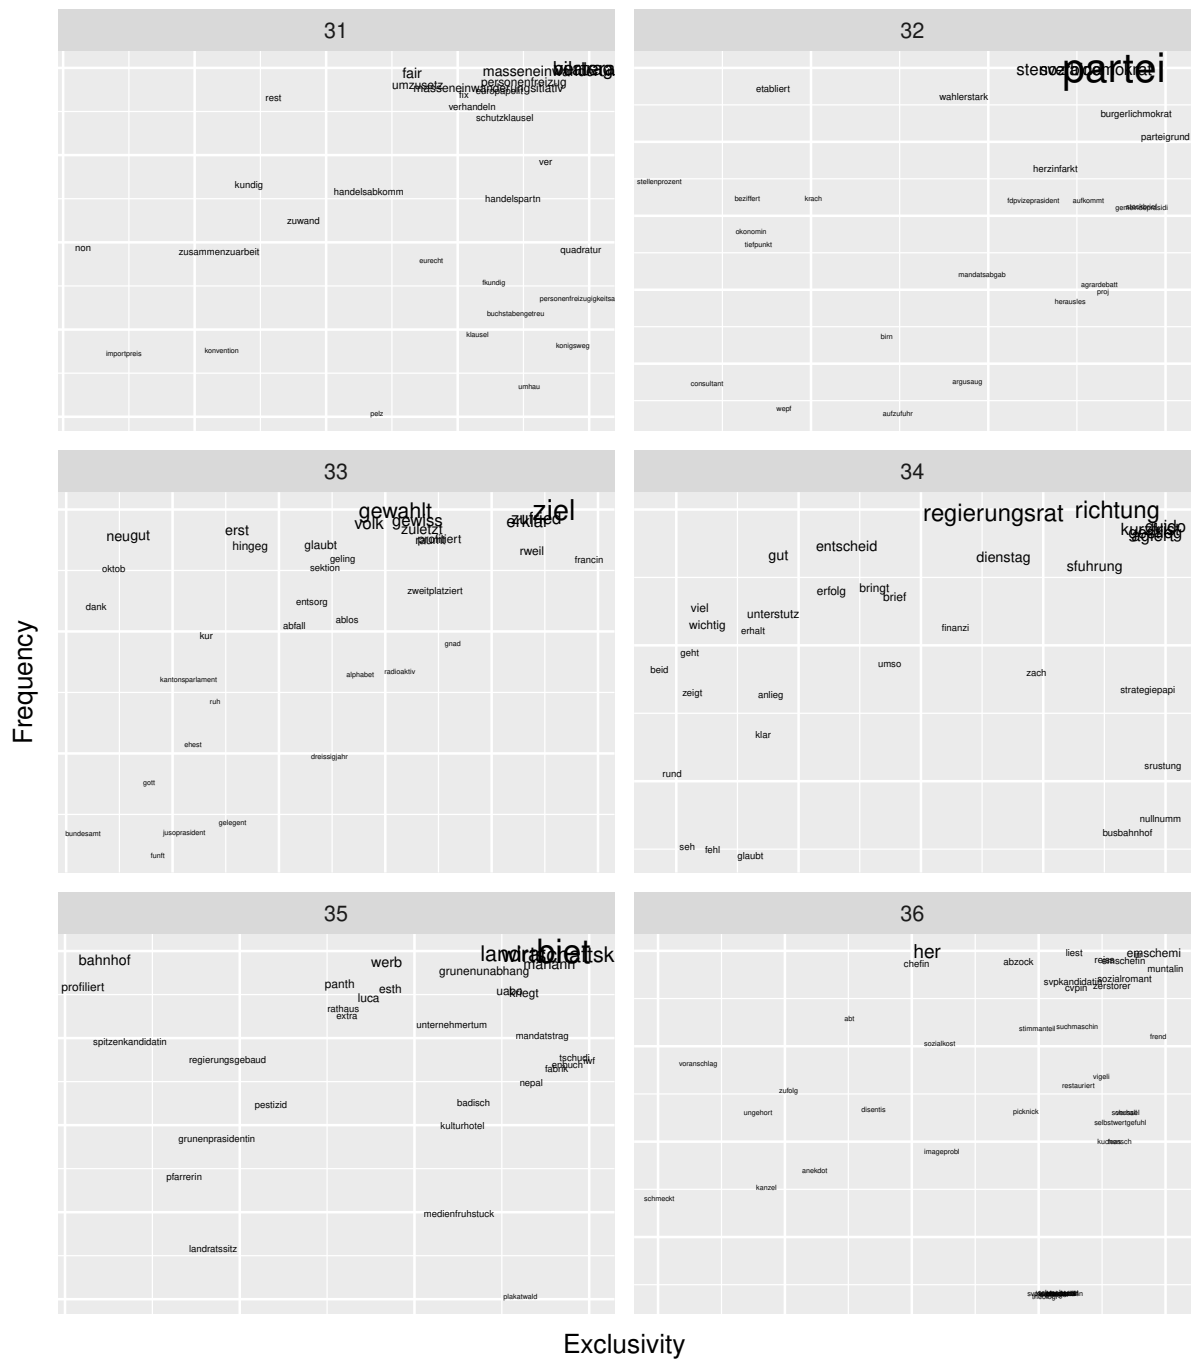 31
fair
umzusetz
personenfreizug
masseneinwanderungsitiativ
fix
rest
verhandeln
schutzklausel
ver
kundig
handelsabkomm
handelspartn
zuwand
non
zusammenzuarbeit
quadratur
eurecht
fkundig
personenfreizugigkeitsa
buchstabengetreu
klausel
konigsweg
importpreis
konvention
umhau
pelz
32
partei
etabliert
wahlerstark
burgerlichmokrat
parteigrund
herzinfarkt
stellenprozent
beziffert
krach
fdpvizeprasident
aufkommt
okonomin
tiefpunkt
mandatsabgab
agrardebatt
proj
herausles
birn
consultant
argusaug
wepf
aufzufuhr
33
ziel
gewahlt
volk
gewiss
zuletzt
erst
neugut
hingeg
glaubt
rweil
geling
francin
sektion
oktob
zweitplatziert
entsorg
dank
ablos
abfall
kur
gnad
radioaktiv
alphabet
kantonsparlament
ruh
ehest
dreissigjahr
gott
gelegent
bundesamt
jusoprasident
funft
34
richtung
regierungsrat
entscheid
gut
dienstag
sfuhrung
erfolg
bringt
brief
viel
unterstutz
wichtig
erhalt
finanzi
geht
umso
beid
zach
zeigt
anlieg
strategiepapi
klar
srustung
rund
nullnumm
busbahnhof
seh
fehl
glaubt
Frequency
35
biet
bahnhof
werb
mariann
grunenunabhang
panth
profiliert
esth
luca
kriegt
rathaus
extra
unternehmertum
mandatstrag
spitzenkandidatin
regierungsgebaud
tschudi
fabrik
nepal
pestizid
badisch
kulturhotel
grunenprasidentin
pfarrerin
medienfruhstuck
landratssitz
plakatwald
36
her
liest
chefin
abzock
muntalin
sozialromant
svpkandidatin
cvpin
zerstorer
abt
stimmanteil
suchmaschin
frend
sozialkost
voranschlag
vigeli
restauriert
zufolg
ungehort
disentis
picknick
selbstwertgefuhl
imageprobl
anekdot
kanzel
schmeckt
Exclusivity